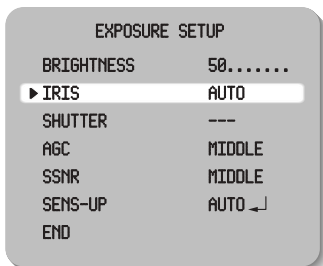 EXPOSURE SETUP
BRIGHTNESS 50.......
▶ IRIS AUTO
SHUTTER ---
AGC MIDDLE
SSNR MIDDLE
SENS-UP AUTO ↵
END